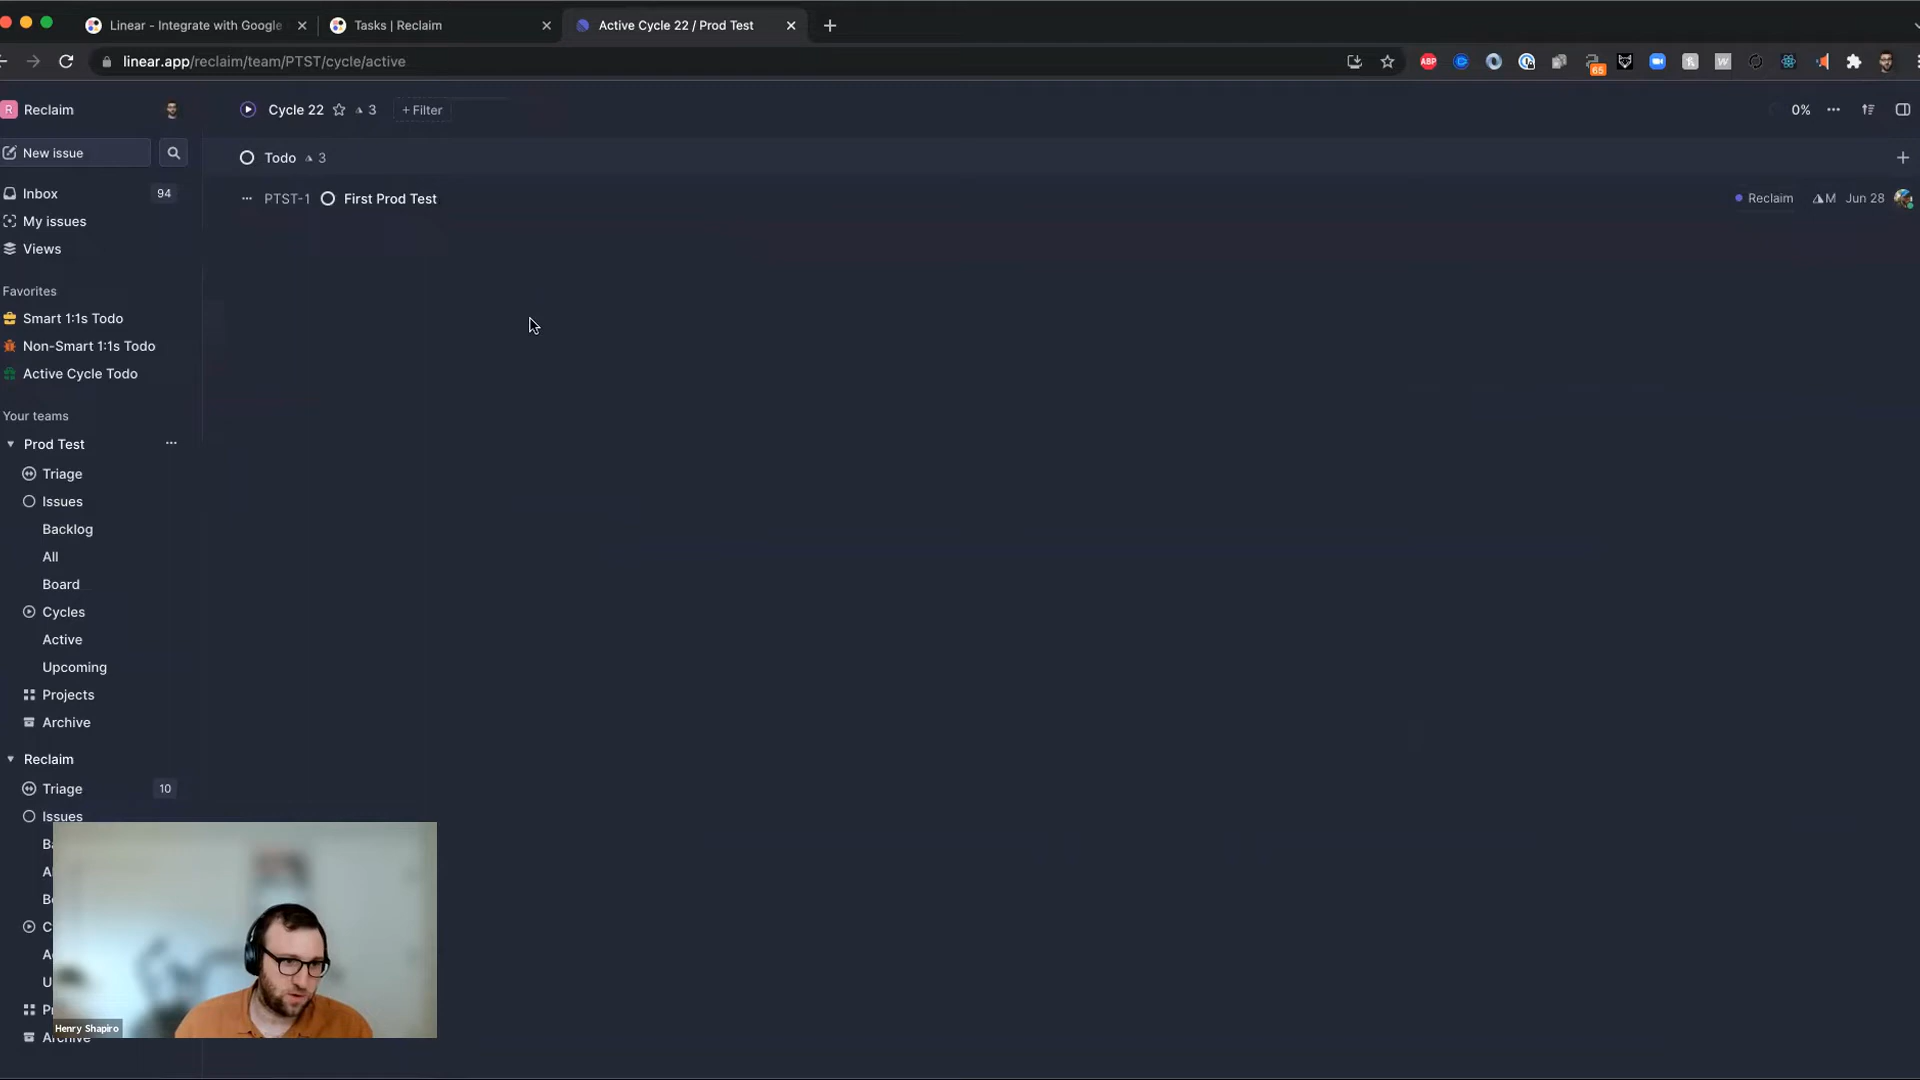 Linear - Integrate with Google
Tasks | Reclaim
Active Cycle 22 / Prod Test
linear.app/reclaim/team/PTST/cycle/active
ABP
65
W
R Reclaim
Cycle 22 3 + Filter
0%
New issue
Todo 3
Inbox 94
PTST-1 First Prod Test
Reclaim M Jun 28
My issues
Views
Favorites
Smart 1:1s Todo
Non-Smart 1:1s Todo
Active Cycle Todo
Your teams
Prod Test
Triage
Issues
Backlog
All
Board
Cycles
Active
Upcoming
Projects
Archive
Reclaim
Triage 10
Issues
Henry Shapiro
Archive